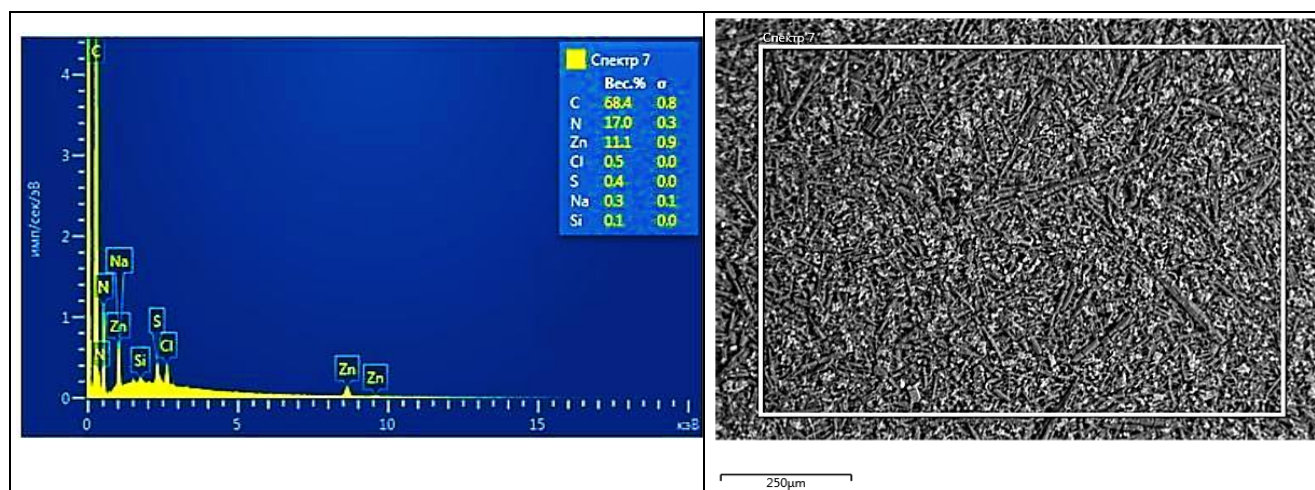 C
Спектр 7
Вес.% σ
C 68.4 0.8
N 17.0 0.3
Zn 11.1 0.9
Cl 0.5 0.0
S 0.4 0.0
Na 0.3 0.1
Si 0.1 0.0
4
3
2
1
0
имп/сек/эВ
Na
N
Zn
N
Si
S
Cl
Zn
Zn
0 5 10 15 кэВ
Спектр 7
250µm